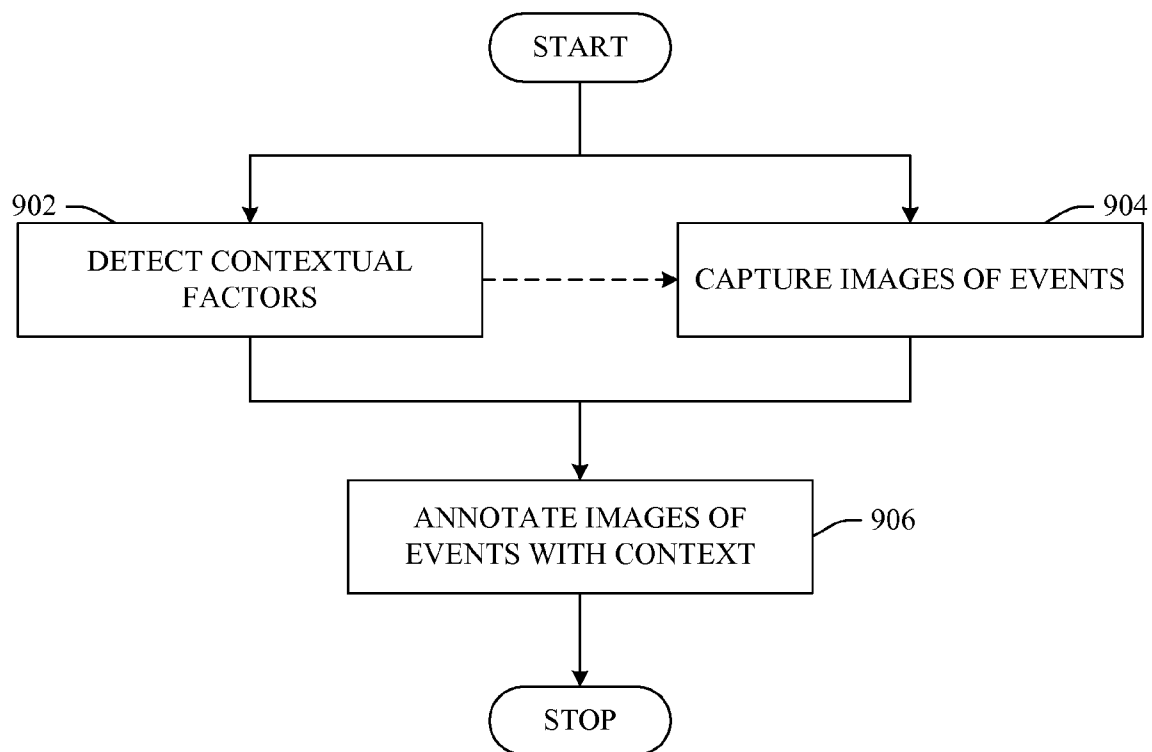 START
902
904
DETECT CONTEXTUAL
FACTORS
CAPTURE IMAGES OF EVENTS
ANNOTATE IMAGES OF
EVENTS WITH CONTEXT
906
STOP